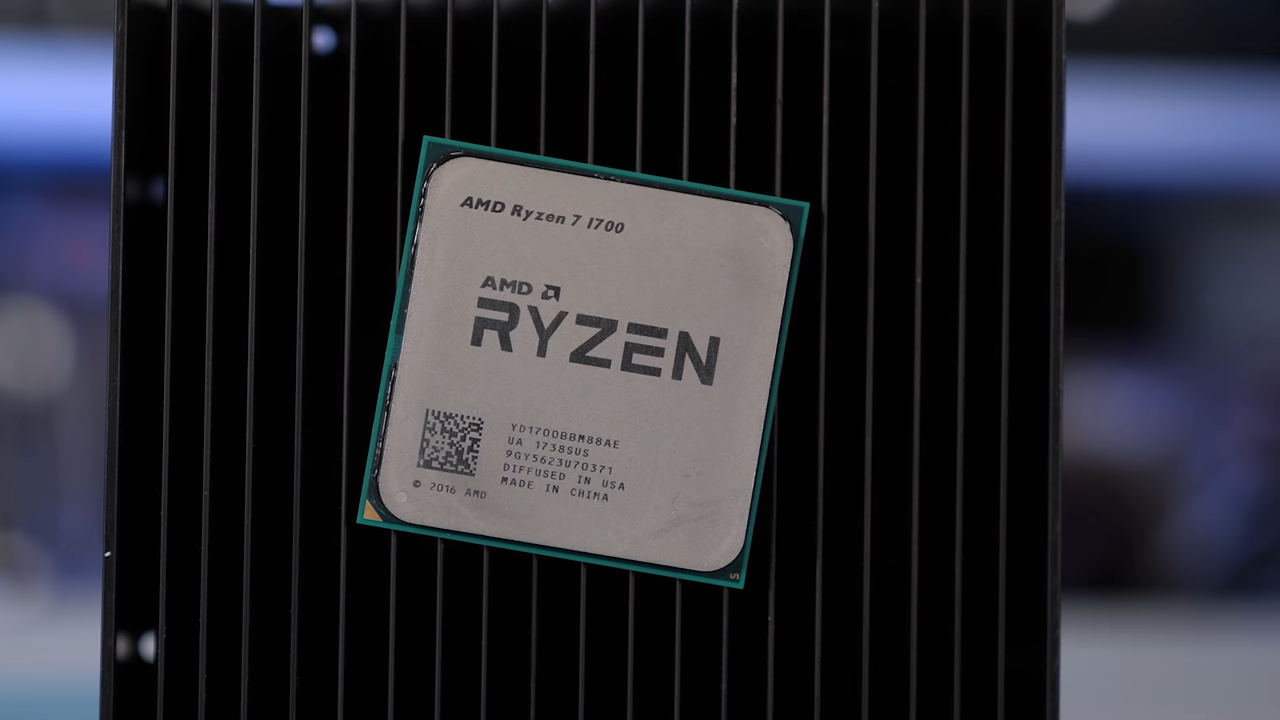 AMD Ryzen 7 1700
AMD
RYZEN
YD1700BBM88AE
UA 1738SUS
9GY5623U70371
DIFFUSED IN USA
MADE IN CHINA
© 2016 AMD
S